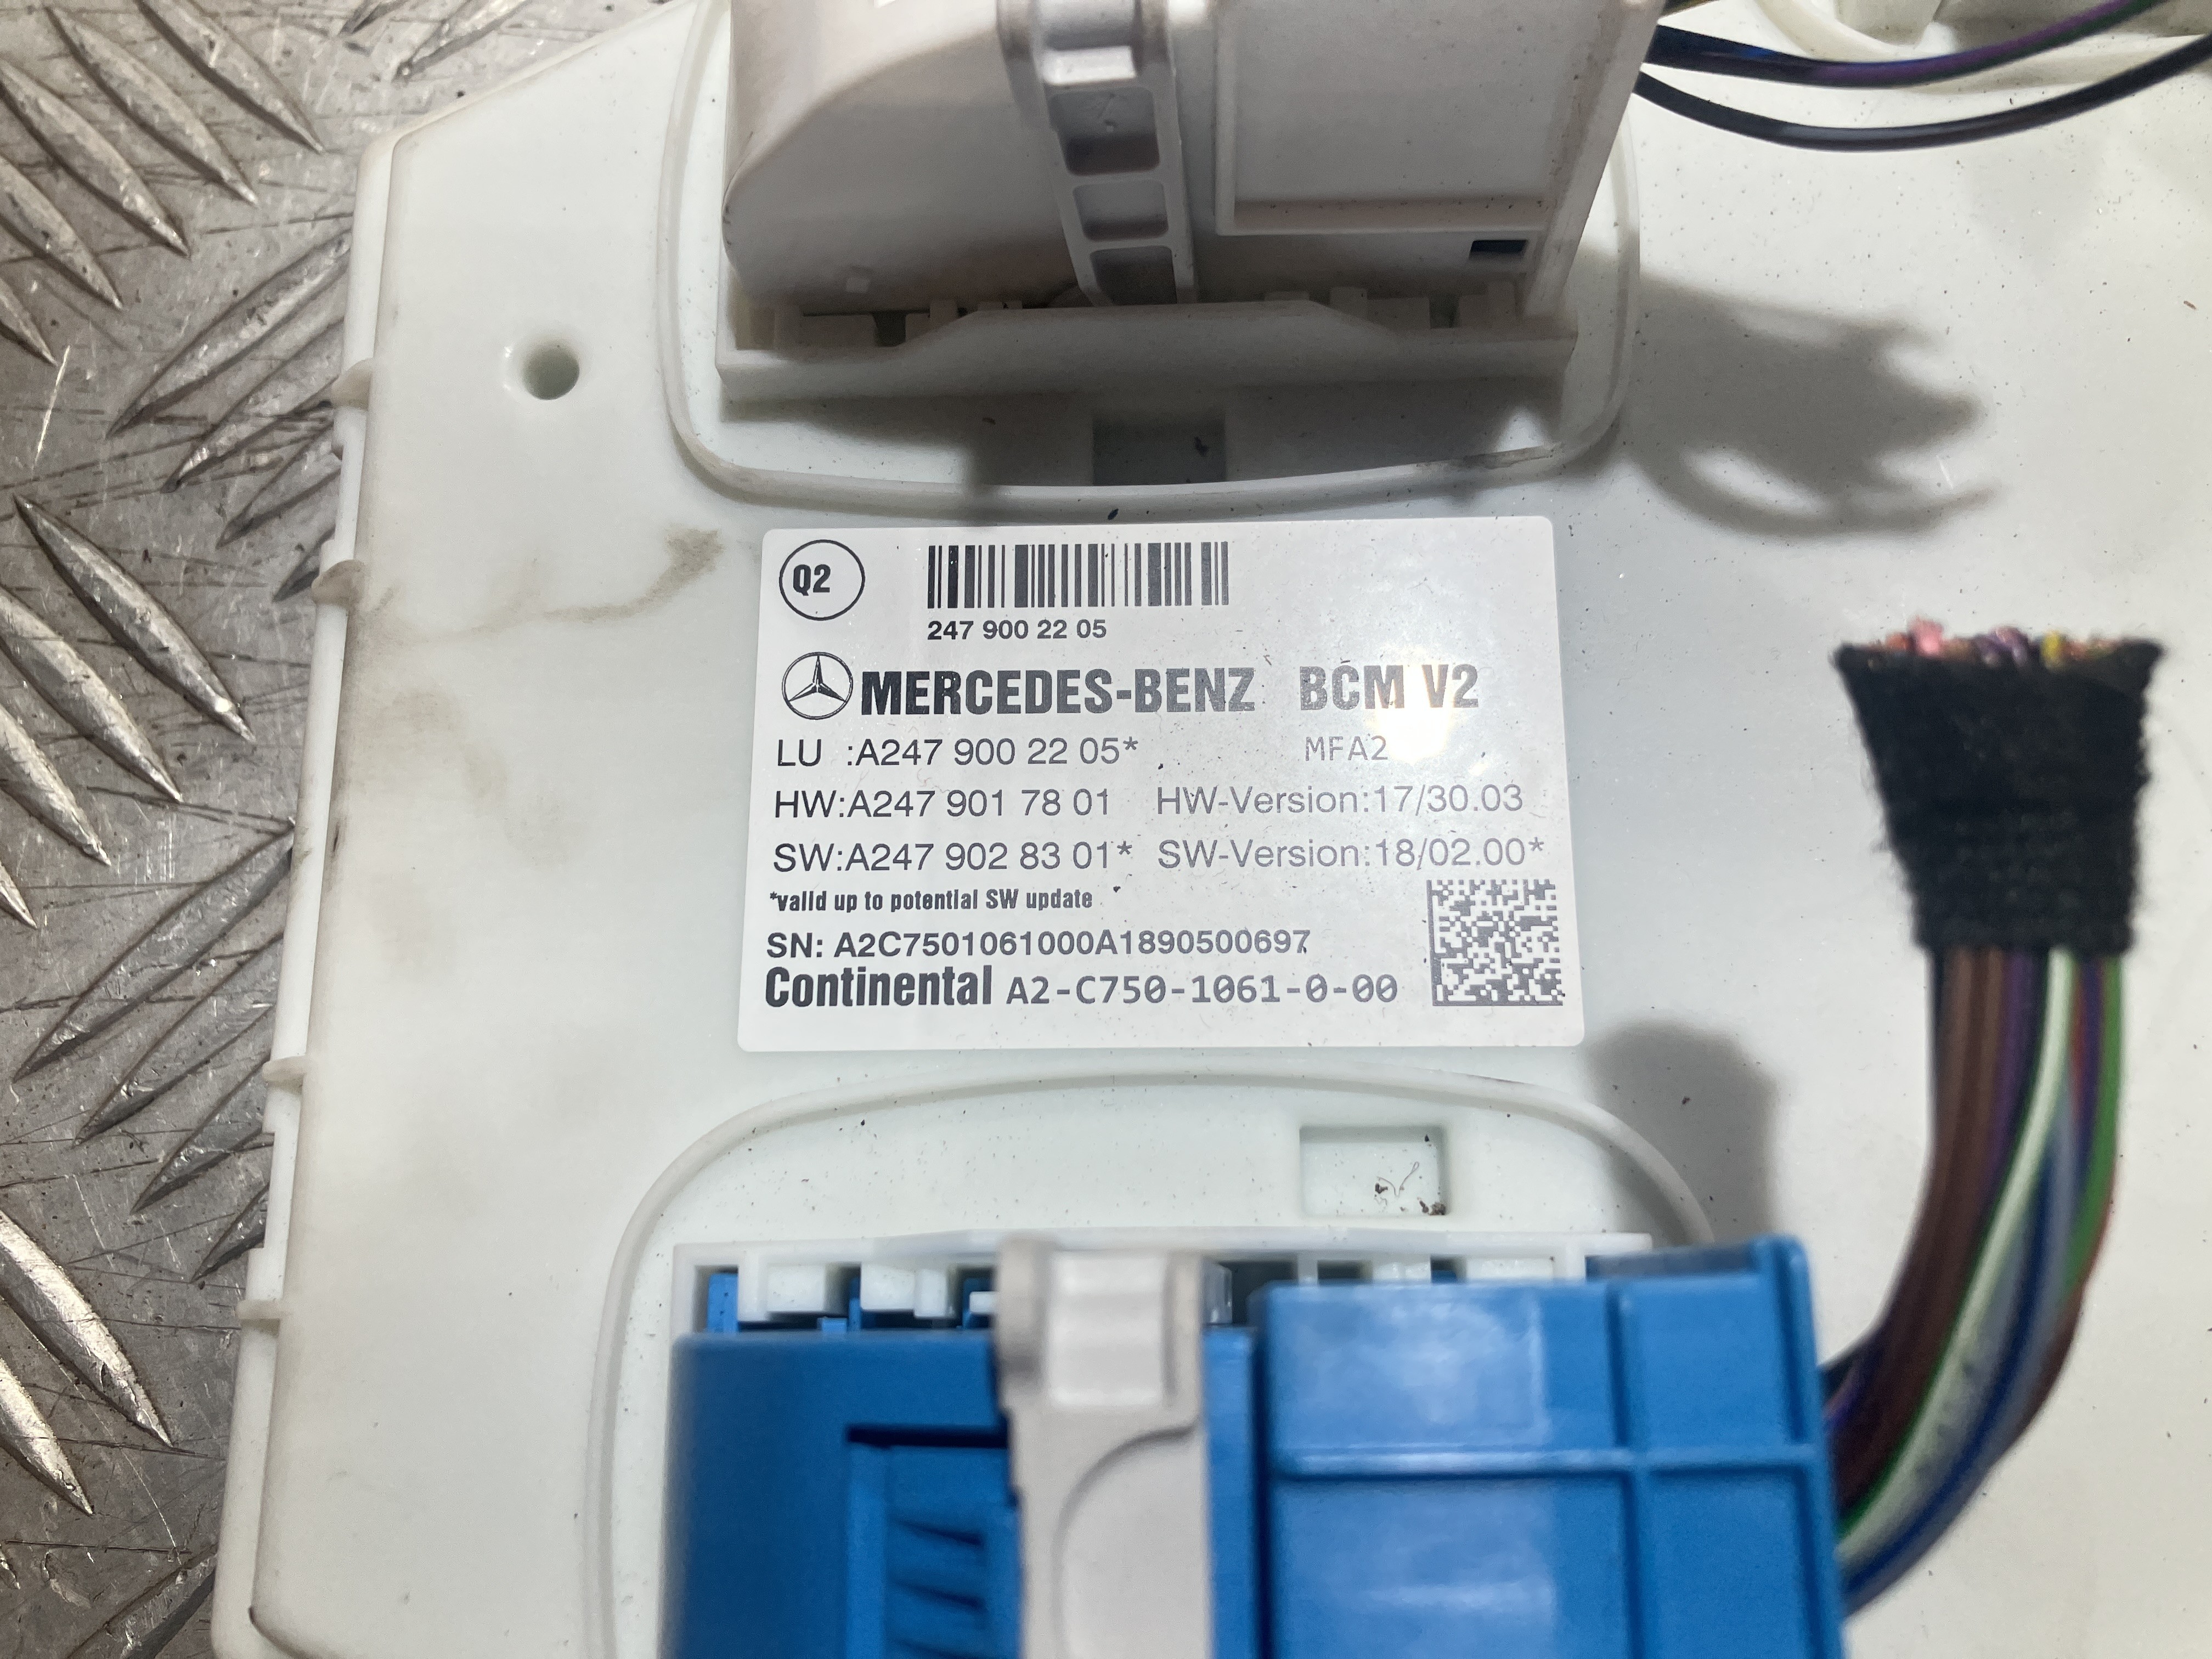 Q2
247 900 22 05
MERCEDES-BENZ BCM V2
LU :A247 900 22 05* MFA2
HW:A247 901 78 01 HW-Version:17/30.03
SW:A247 902 83 01* SW-Version:18/02.00*
*valid up to potential SW update
SN: A2C7501061000A1890500697
Continental A2-C750-1061-0-00